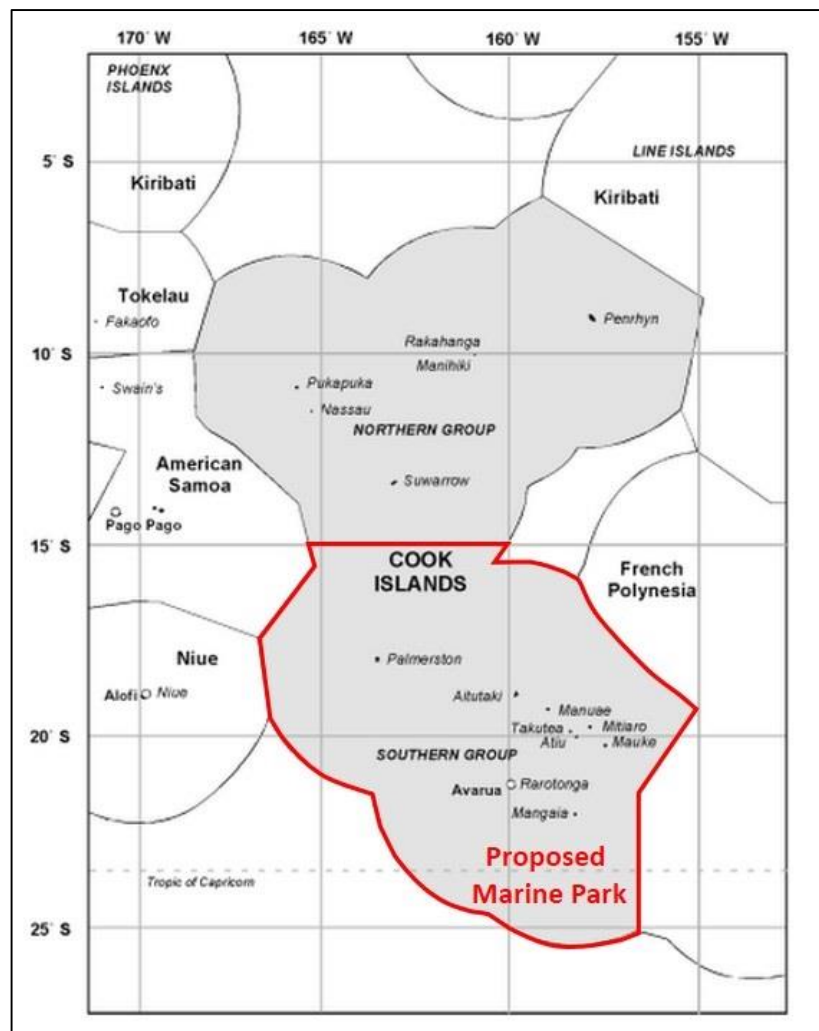 170° W
165° W
160° W
155° W
PHOENX
ISLANDS
5° S
LINE ISLANDS
Kiribati
Kiribati
Tokelau
Fakaofo
Penrhyn
Rakahanga
10° S
Manihiki
Swain's
Pukapuka
Nassau
NORTHERN GROUP
American
Samoa
Suwarrow
Pago Pago
15° S
COOK
ISLANDS
French
Polynesia
Niue
Palmerston
Alofi
Niue
Aitutaki
Manuae
Takutea
Mitiaro
20° S
Atiu
Mauke
SOUTHERN GROUP
Avarua
Rarotonga
Mangaia
Proposed
Marine Park
Tropic of Capricorn
25° S